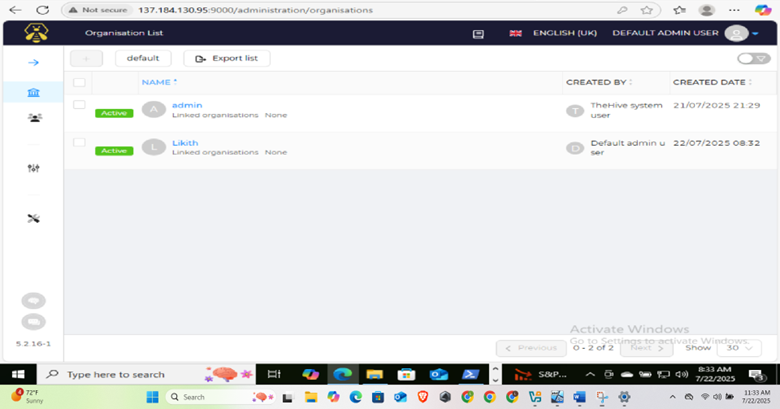 Not secure 137.184.130.95:9000/administration/organisations
Organisation List ENGLISH (UK) DEFAULT ADMIN USER
default Export list
NAME CREATED BY CREATED DATE
Active A admin T TheHive system 21/07/2025 21:29
Linked organisations None user
Active L Likith D Default admin u 22/07/2025 08:32
Linked organisations None ser
5.2.16-1
Activate Windows
Go to Settings to activate Windows.
Previous 0 - 2 of 2 Next Show 30
Type here to search S&P... 8:33 AM
7/22/2025
72°F
Sunny
Search 11:33 AM
7/22/2025